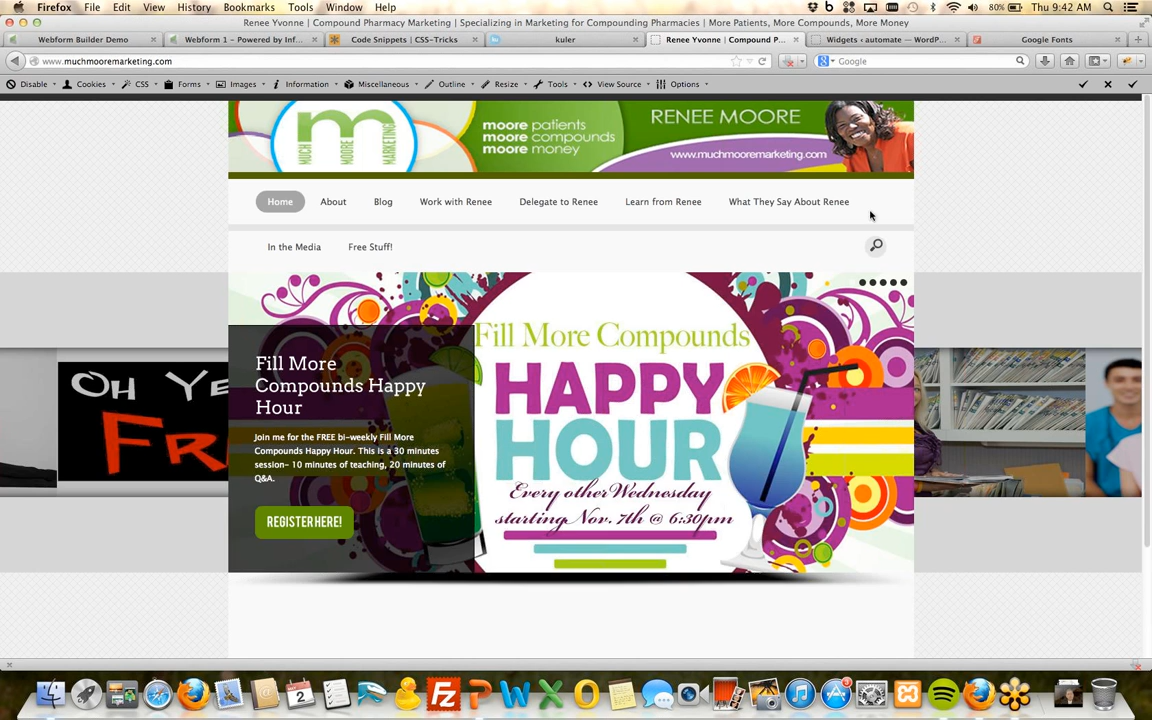 Firefox File Edit View History Bookmarks Tools Window Help 80% Thu 9:42 AM
Renee Yvonne | Compound Pharmacy Marketing | Specializing in Marketing for Compounding Pharmacies | More Patients, More Compounds, More Money
Webform Builder Demo × Webform 1 – Powered by Inf... × Code Snippets | CSS-Tricks × kuler × Renee Yvonne | Compound P... × Widgets ‹ automate — WordP... × Google Fonts ×
www.muchmooremarketing.com Google
Disable Cookies CSS Forms Images Information Miscellaneous Outline Resize Tools View Source Options
MUCH MOORE MARKETING
m
moore patients
moore compounds
moore money
RENEE MOORE
www.muchmooremarketing.com
Home About Blog Work with Renee Delegate to Renee Learn from Renee What They Say About Renee
In the Media Free Stuff!
Fill More Compounds
HAPPY
HOUR
Every other Wednesday
starting Nov. 7th @ 6:30pm
Fill More
Compounds Happy
Hour
Join me for the FREE bi-weekly Fill More
Compounds Happy Hour. This is a 30 minutes
session- 10 minutes of teaching, 20 minutes of
Q&A.
REGISTER HERE!
OH YE
FR
2